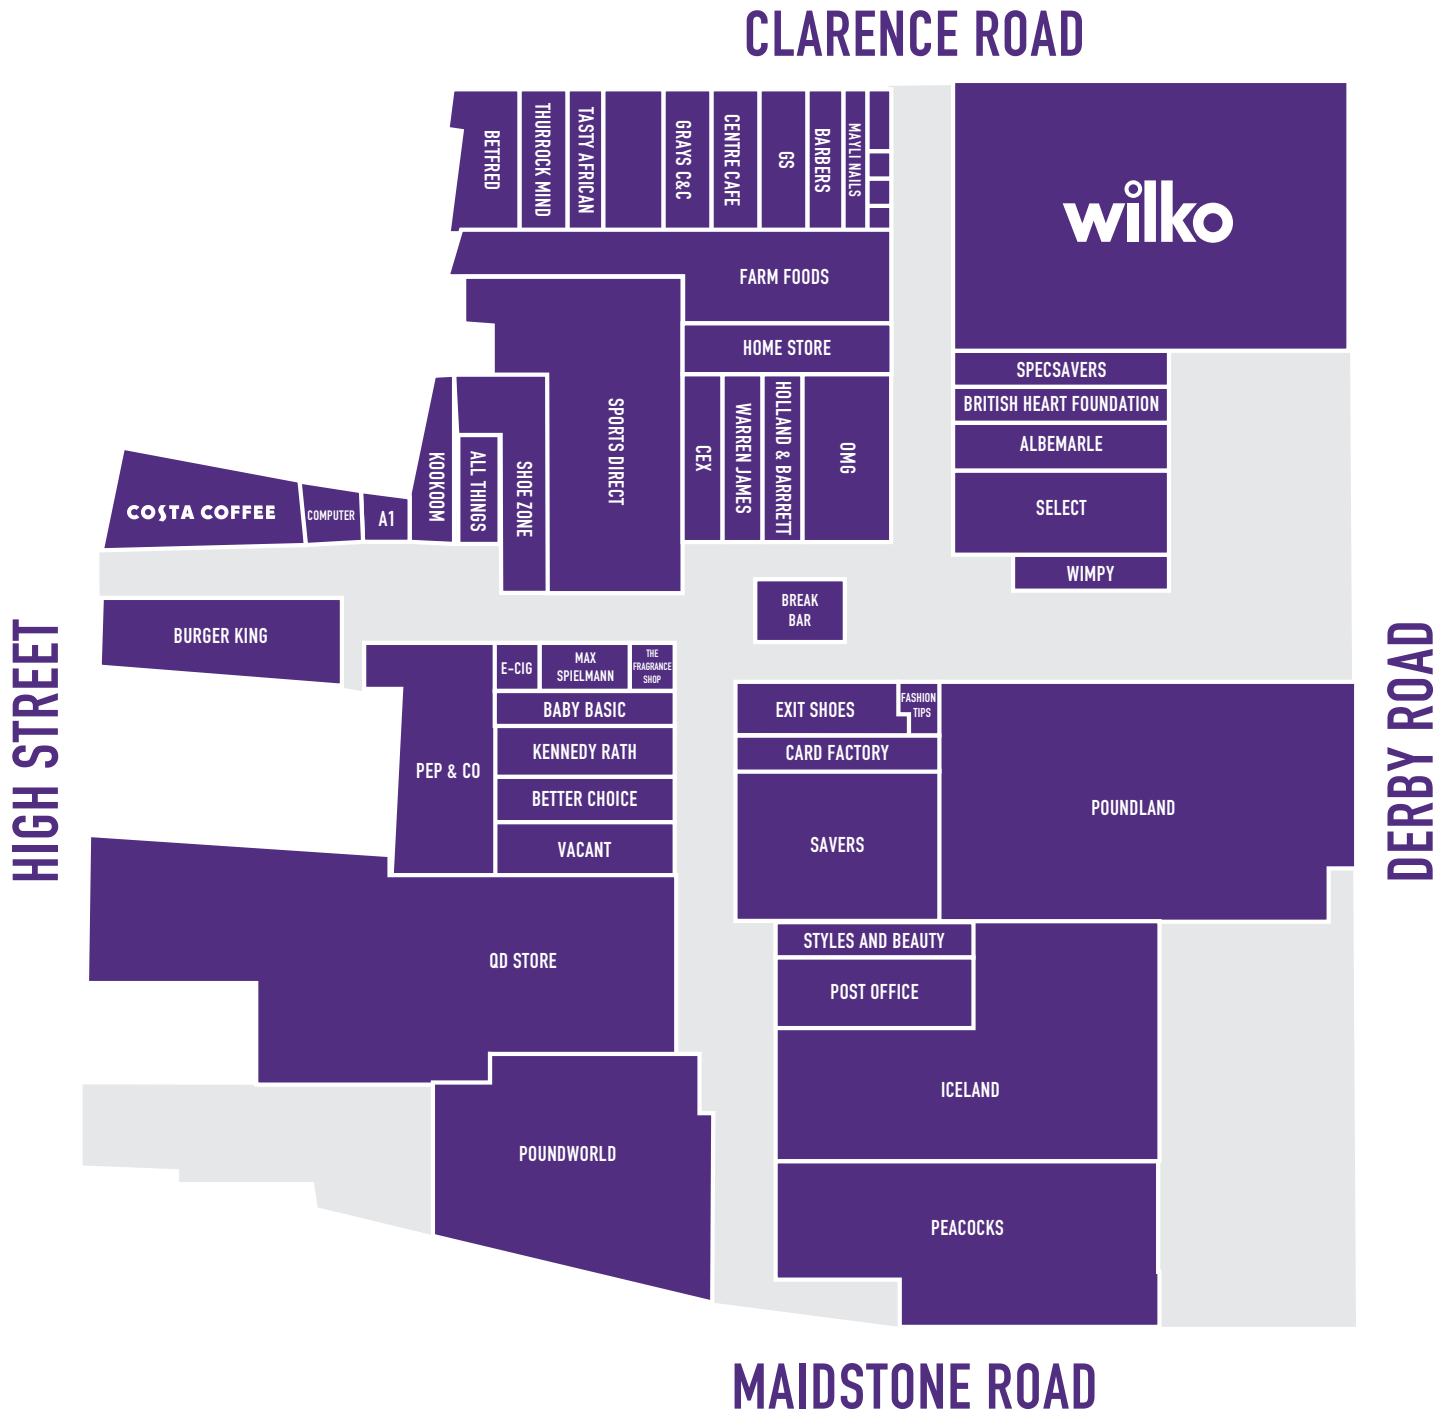 CLARENCE ROAD
BETFRED
THURROCK MIND
TASTY AFRICAN
GRAYS C&C
CENTRE CAFE
GS
BARBERS
MAYLI NAILS
wilko
FARM FOODS
HOME STORE
SPECSAVERS
BRITISH HEART FOUNDATION
ALBEMARLE
SELECT
WIMPY
COSTA COFFEE
COMPUTER
A1
KOOKOOM
ALL THINGS
SHOE ZONE
SPORTS DIRECT
CEX
WARREN JAMES
HOLLAND & BARRETT
OMG
BREAK
BAR
HIGH STREET
BURGER KING
E-CIG
MAX
SPIELMANN
THE
FRAGRANCE
SHOP
BABY BASIC
KENNEDY RATH
PEP & CO
BETTER CHOICE
VACANT
EXIT SHOES
FASHION
TIPS
CARD FACTORY
SAVERS
POUNDLAND
DERBY ROAD
QD STORE
STYLES AND BEAUTY
POST OFFICE
ICELAND
POUNDWORLD
PEACOCKS
MAIDSTONE ROAD